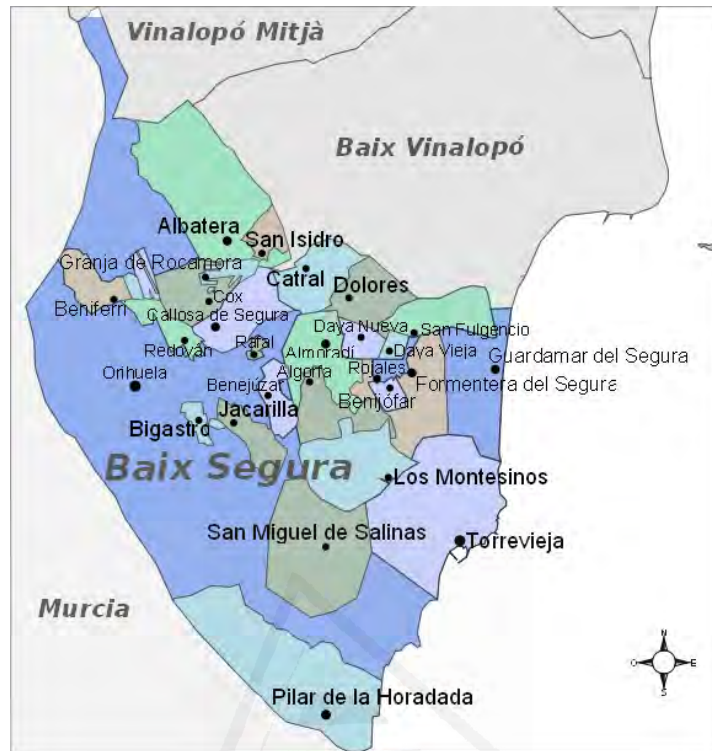 Vinalopó Mitjà
Baix Vinalopó
Albatera
San Isidro
Granja de Rocamora
Catral
Dolores
Beniferri
Cox
Callosa de Segura
Daya Nueva
San Fulgencio
Redován
Rafal
Almoradí
Daya Vieja
Guardamar del Segura
Orihuela
Algorfa
Rojales
Formentera del Segura
Benejúzar
Benijófar
Jacarilla
Bigastro
Baix Segura
Los Montesinos
San Miguel de Salinas
Torrevieja
Murcia
N
O
E
S
Pilar de la Horadada